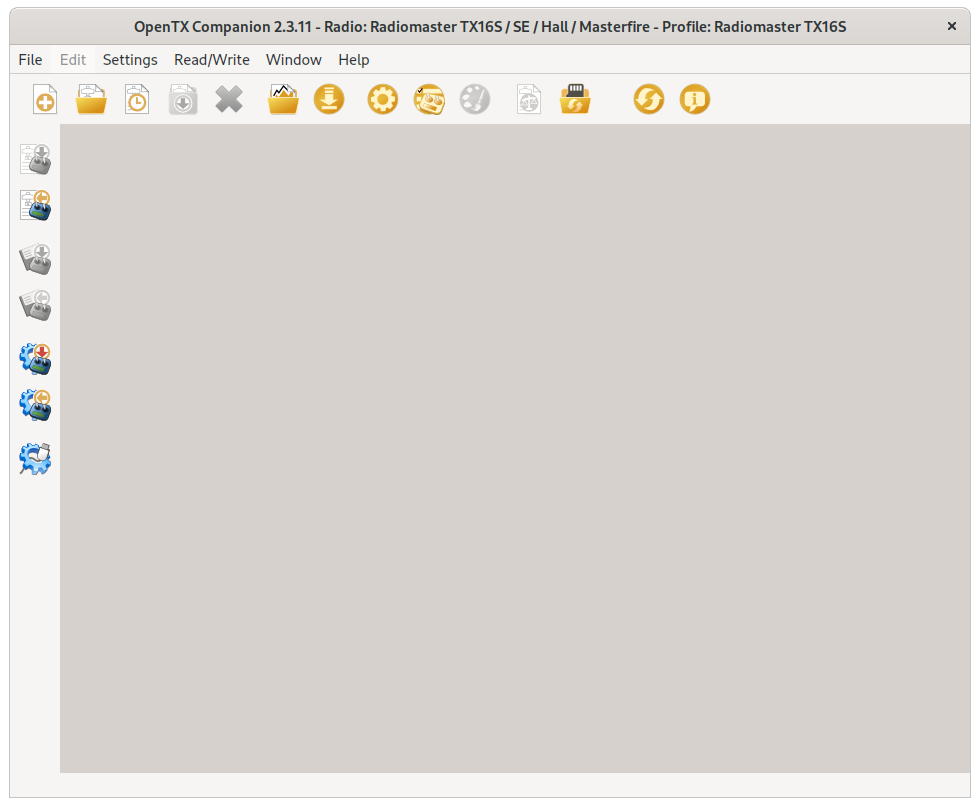 OpenTX Companion 2.3.11 - Radio: Radiomaster TX16S / SE / Hall / Masterfire - Profile: Radiomaster TX16S
File Edit Settings Read/Write Window Help